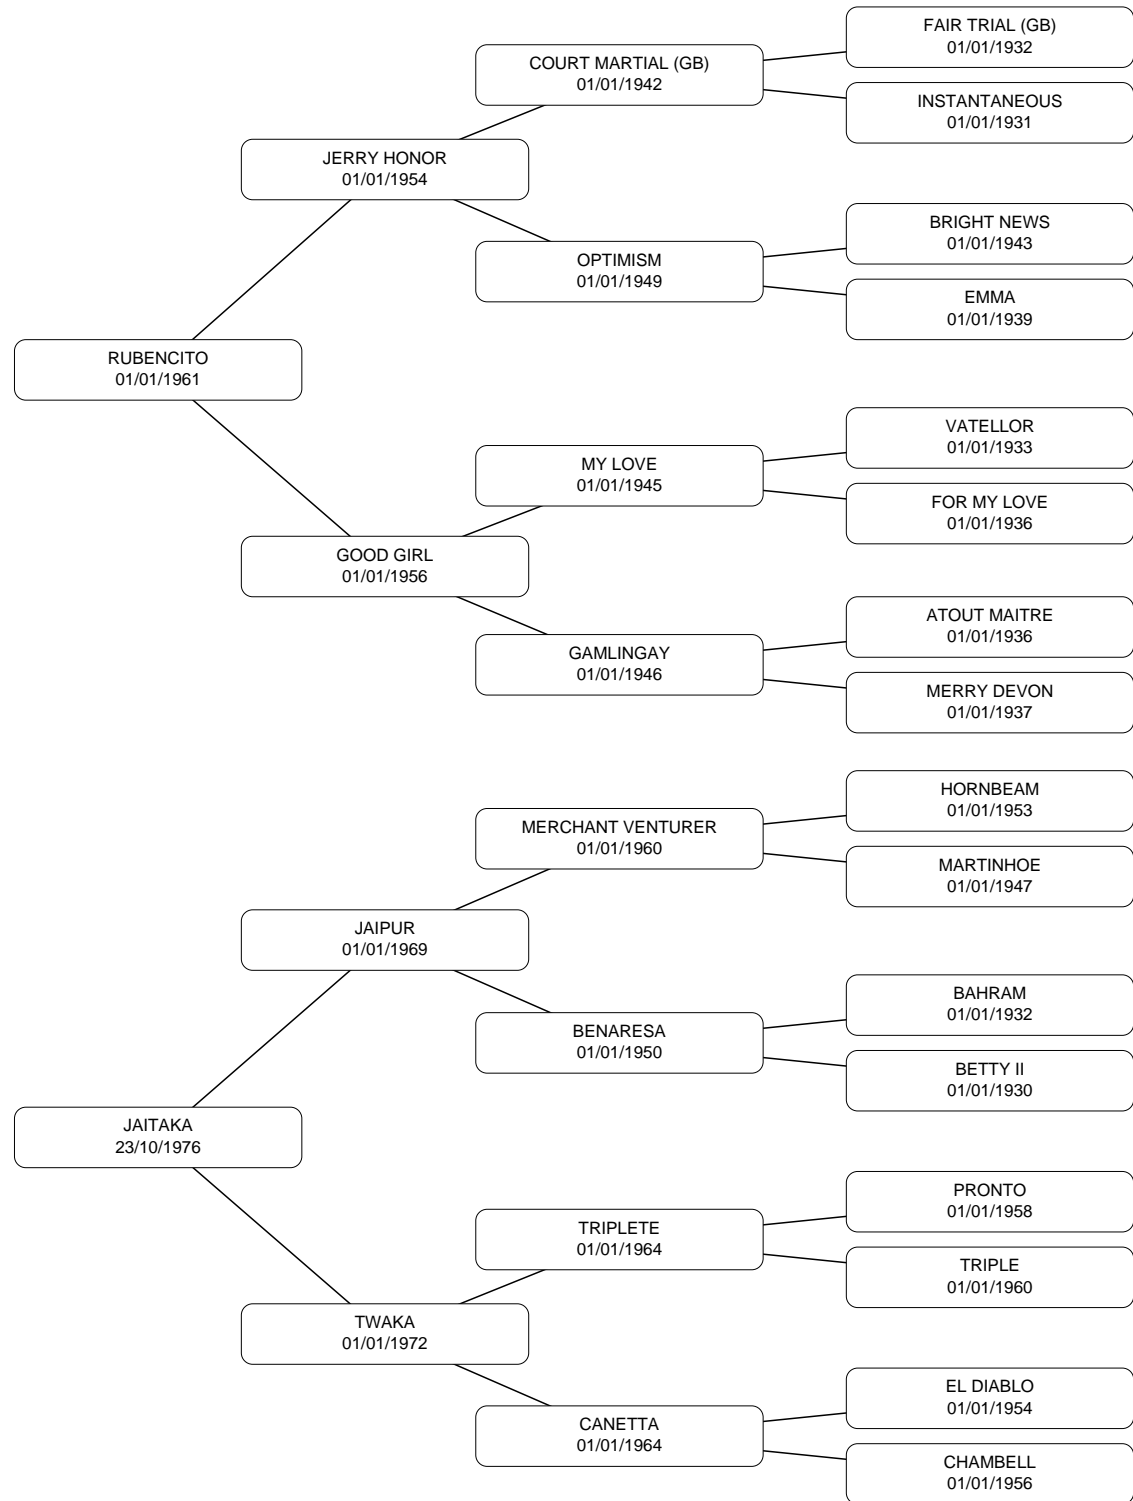 FAIR TRIAL (GB)
01/01/1932
COURT MARTIAL (GB)
01/01/1942
INSTANTANEOUS
01/01/1931
JERRY HONOR
01/01/1954
BRIGHT NEWS
01/01/1943
OPTIMISM
01/01/1949
EMMA
01/01/1939
RUBENCITO
01/01/1961
VATELLOR
01/01/1933
MY LOVE
01/01/1945
FOR MY LOVE
01/01/1936
GOOD GIRL
01/01/1956
ATOUT MAITRE
01/01/1936
GAMLINGAY
01/01/1946
MERRY DEVON
01/01/1937
HORNBEAM
01/01/1953
MERCHANT VENTURER
01/01/1960
MARTINHOE
01/01/1947
JAIPUR
01/01/1969
BAHRAM
01/01/1932
BENARESA
01/01/1950
BETTY II
01/01/1930
JAITAKA
23/10/1976
PRONTO
01/01/1958
TRIPLETE
01/01/1964
TRIPLE
01/01/1960
TWAKA
01/01/1972
EL DIABLO
01/01/1954
CANETTA
01/01/1964
CHAMBELL
01/01/1956